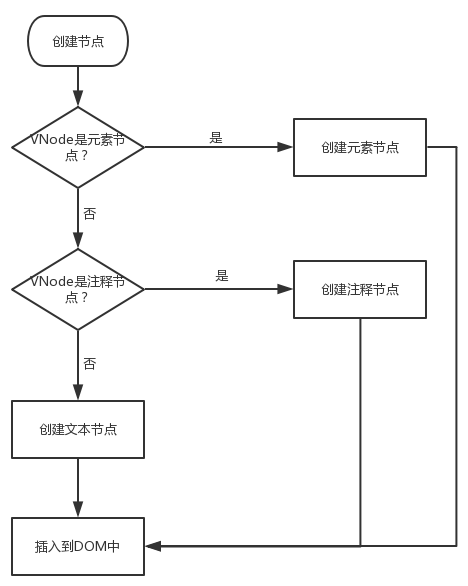 创建节点
VNode是元素节
点？
是
创建元素节点
否
VNode是注释节
点？
是
创建注释节点
否
创建文本节点
插入到DOM中